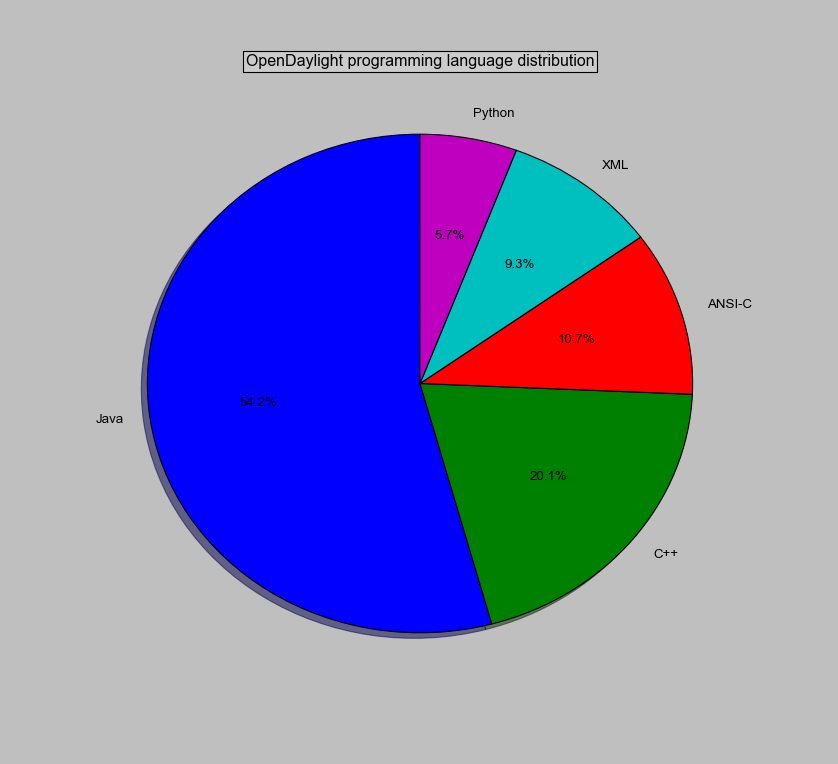 OpenDaylight programming language distribution
Python
XML
5.7%
9.3%
ANSI-C
10.7%
54.2%
Java
20.1%
C++